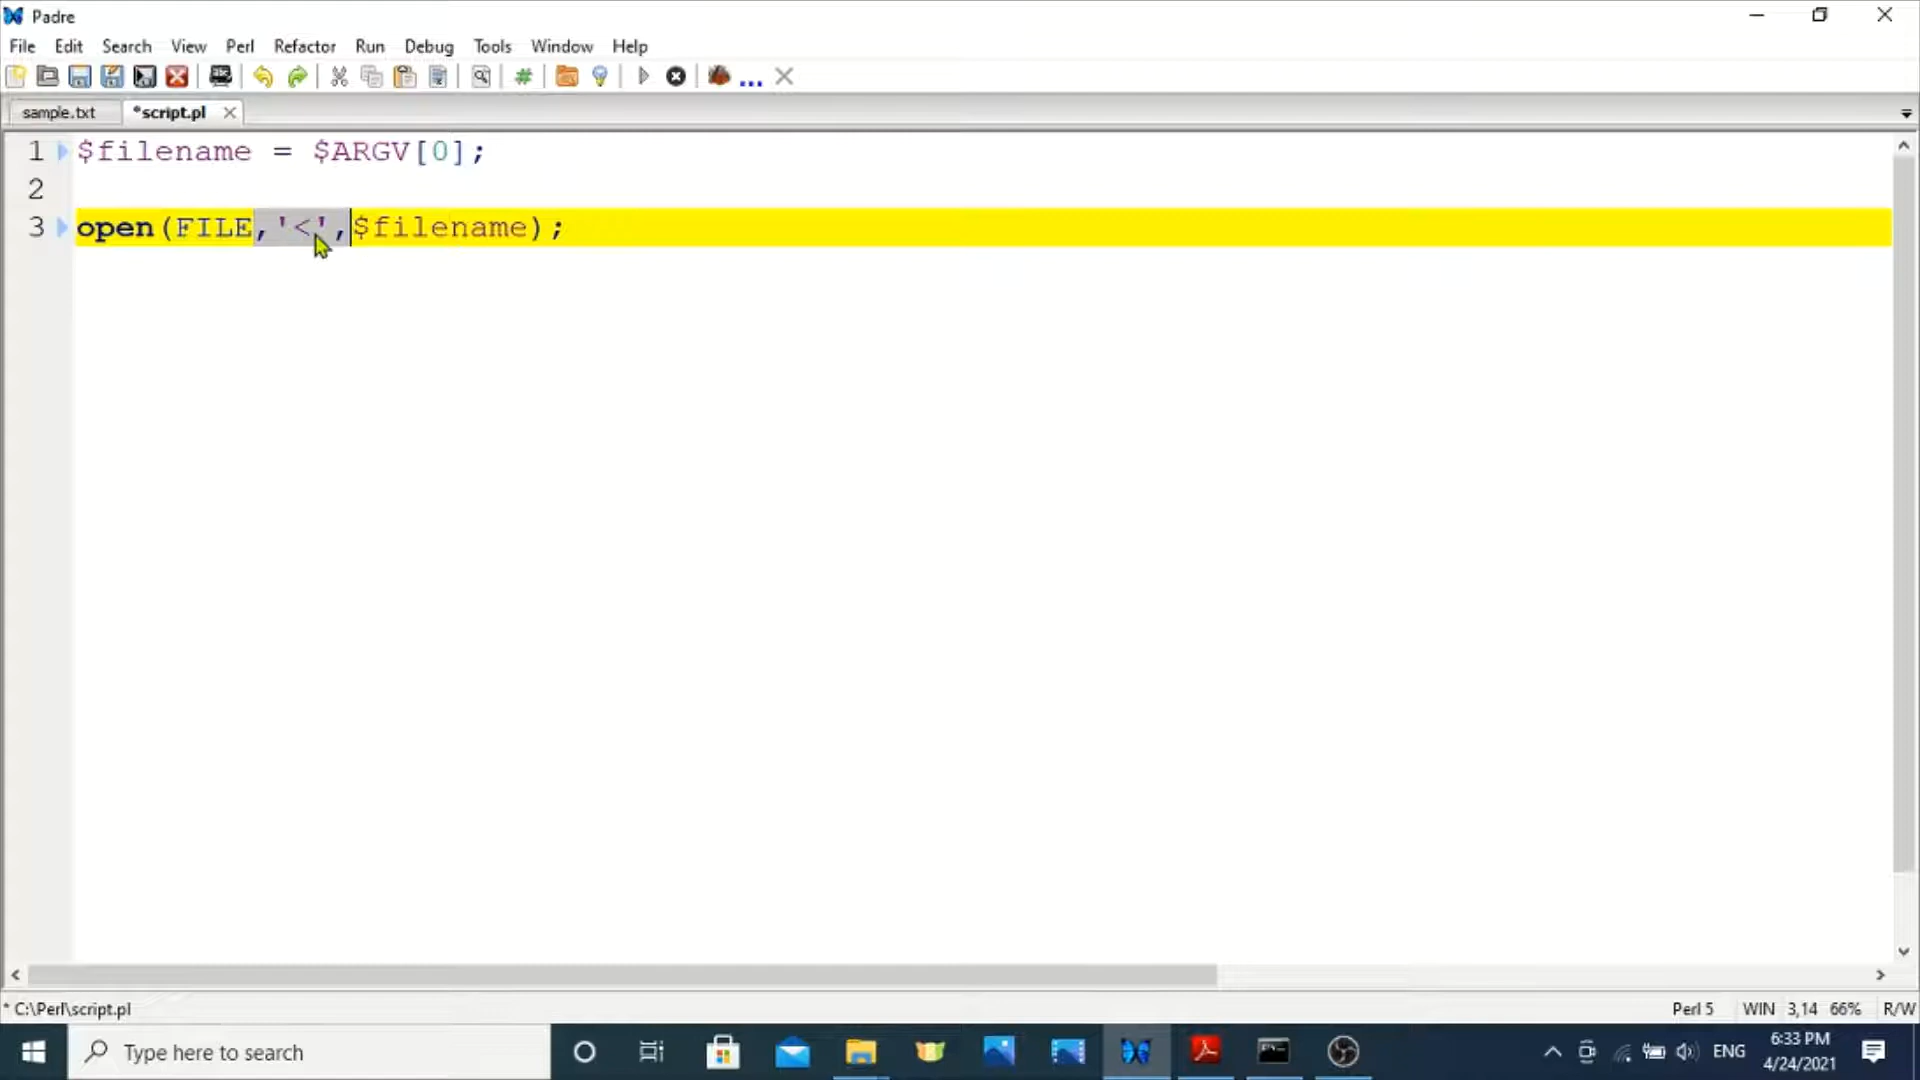 Padre
File Edit Search View Perl Refactor Run Debug Tools Window Help
sample.txt *script.pl
1 $filename = $ARGV[0];
2
3 open(FILE,'<',$filename);
* C:\Perl\script.pl Perl 5 WIN 3,14 66% R/W
Type here to search ENG 6:33 PM
4/24/2021